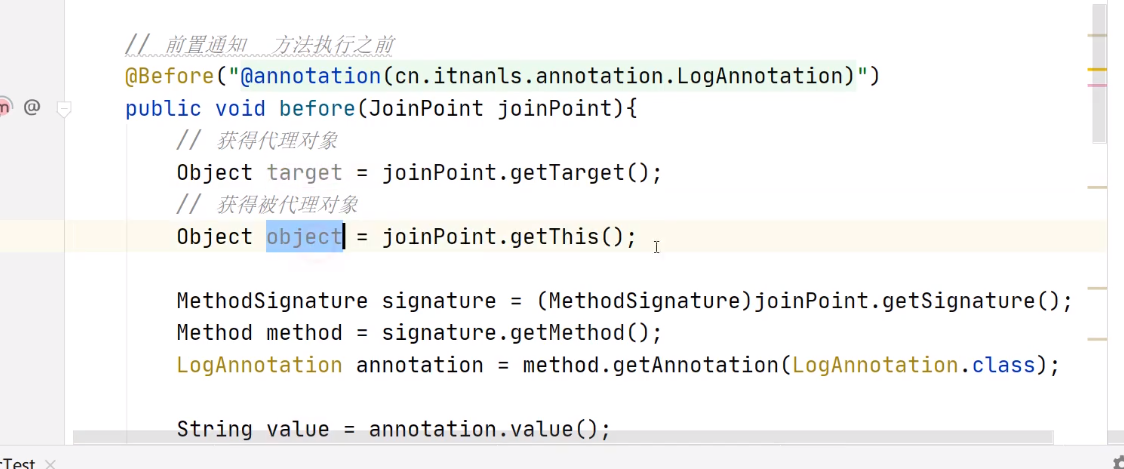 // 前置通知  方法执行之前
@Before("@annotation(cn.itnanls.annotation.LogAnnotation)")
@
public void before(JoinPoint joinPoint){
// 获得代理对象
Object target = joinPoint.getTarget();
// 获得被代理对象
Object object = joinPoint.getThis();
MethodSignature signature = (MethodSignature)joinPoint.getSignature();
Method method = signature.getMethod();
LogAnnotation annotation = method.getAnnotation(LogAnnotation.class);
String value = annotation.value();